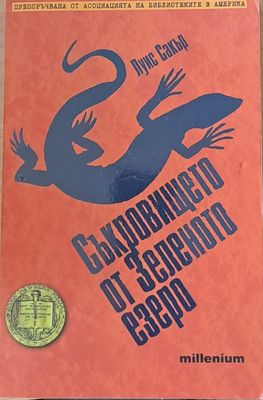 ПРЕПОРЪЧВАНА ОТ АСОЦИАЦИЯТА НА БИБЛИОТЕКИТЕ В АМЕРИКА
Луис Сакър
Съкровището
от Зеленото
езеро
millenium